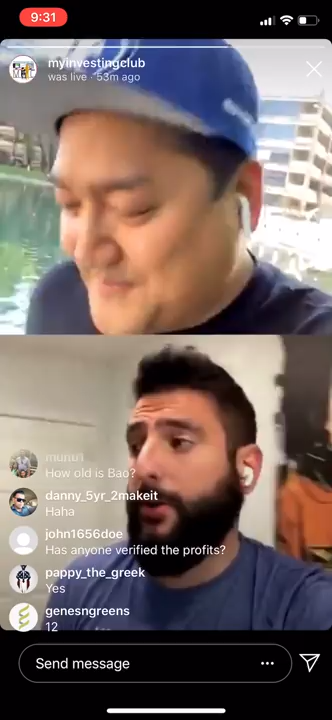 9:31
myinvestingclub
was live · 53m ago
munu1
How old is Bao?
danny_5yr_2makeit
Haha
john1656doe
Has anyone verified the profits?
pappy_the_greek
Yes
genesngreens
12
Send message